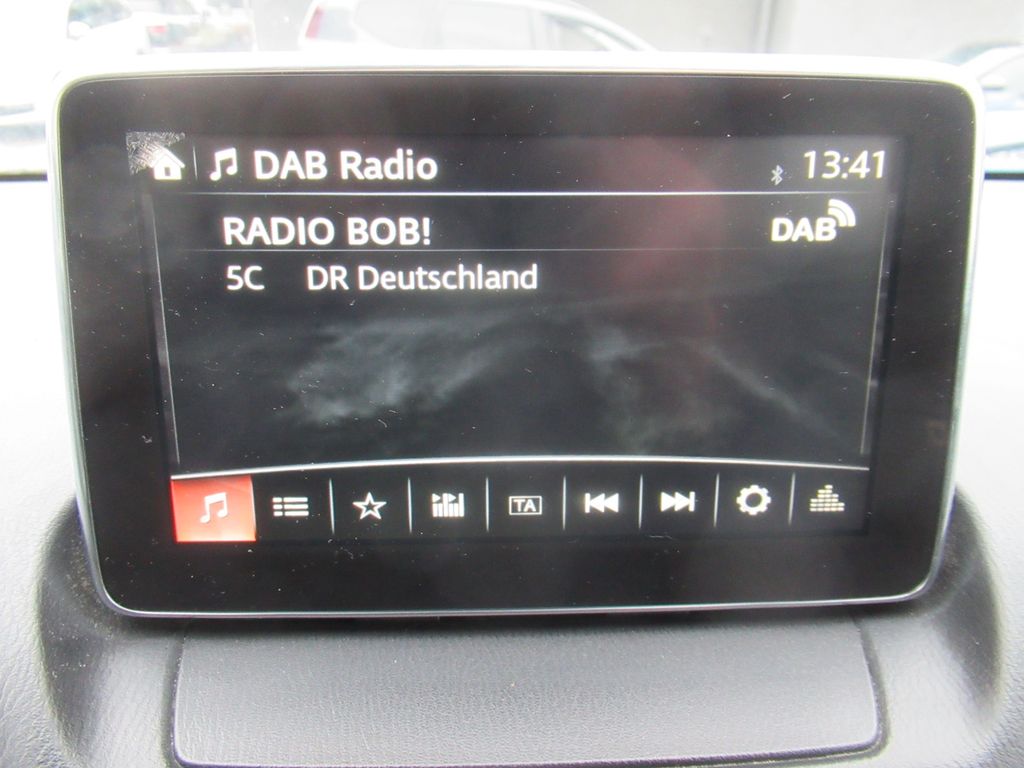 DAB Radio 13:41
RADIO BOB! DAB
5C DR Deutschland
TA